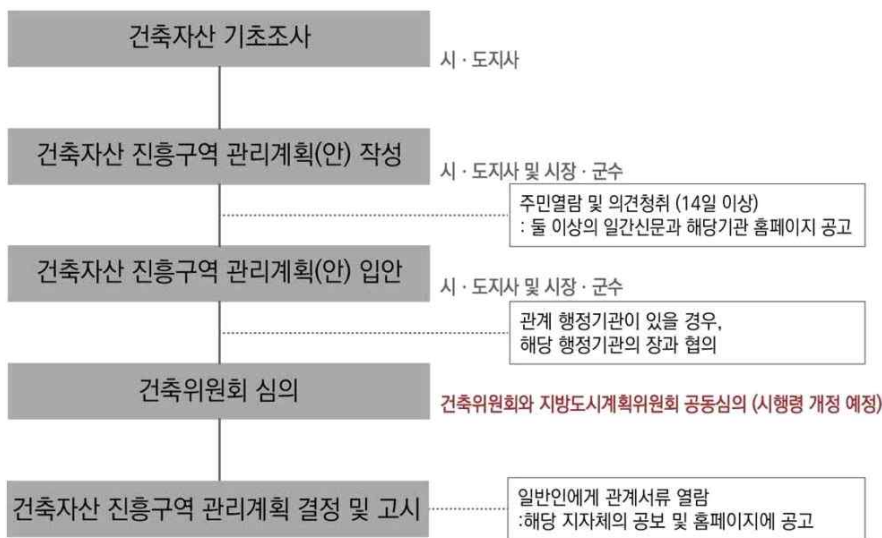 건축자산 기초조사
시 · 도지사
건축자산 진흥구역 관리계획(안) 작성
시 · 도지사 및 시장 · 군수
주민열람 및 의견청취 (14일 이상)
: 둘 이상의 일간신문과 해당기관 홈페이지 공고
건축자산 진흥구역 관리계획(안) 입안
시 · 도지사 및 시장 · 군수
관계 행정기관이 있을 경우,
해당 행정기관의 장과 협의
건축위원회 심의
건축위원회와 지방도시계획위원회 공동심의 (시행령 개정 예정)
건축자산 진흥구역 관리계획 결정 및 고시
일반인에게 관계서류 열람
:해당 지자체의 공보 및 홈페이지에 공고